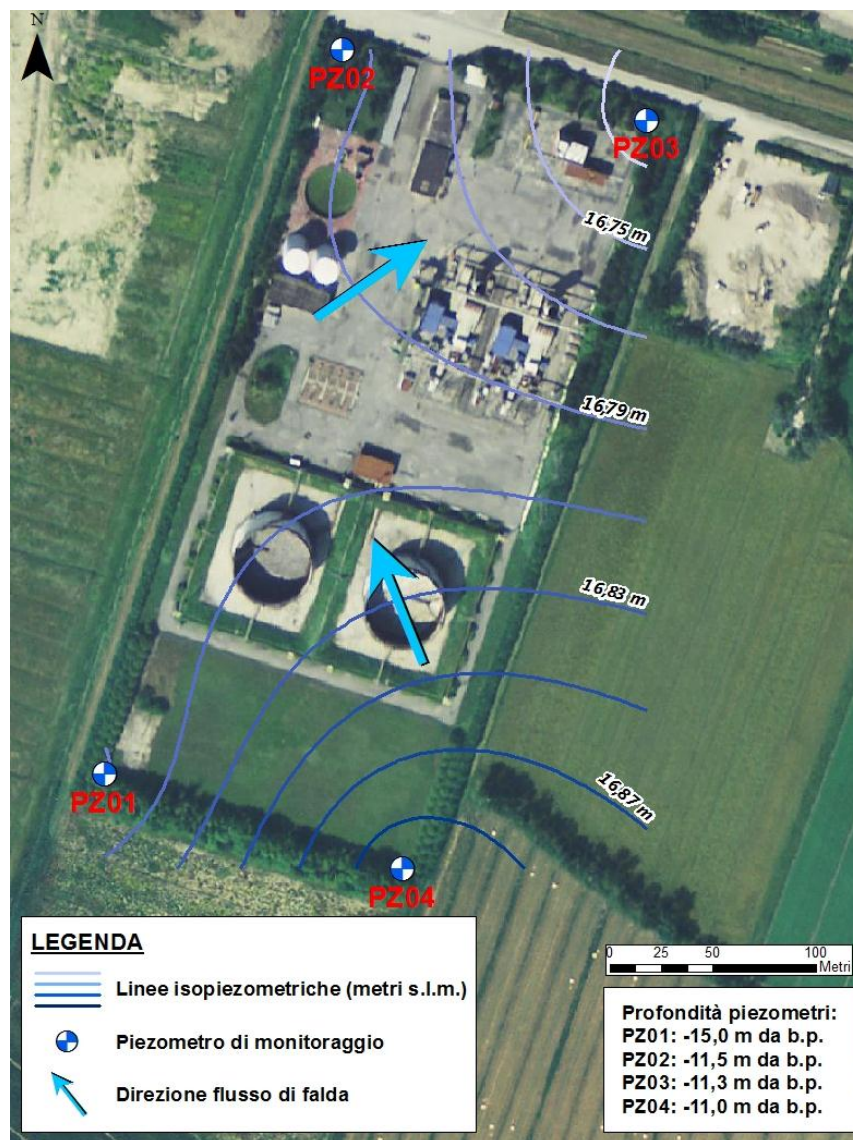 N
PZ02
PZ03
16,75 m
16,79 m
16,83 m
16,87 m
PZ01
PZ04
LEGENDA
Linee isopiezometriche (metri s.l.m.)
Piezometro di monitoraggio
Direzione flusso di falda
0 25 50 100
Metri
Profondità piezometri:
PZ01: -15,0 m da b.p.
PZ02: -11,5 m da b.p.
PZ03: -11,3 m da b.p.
PZ04: -11,0 m da b.p.